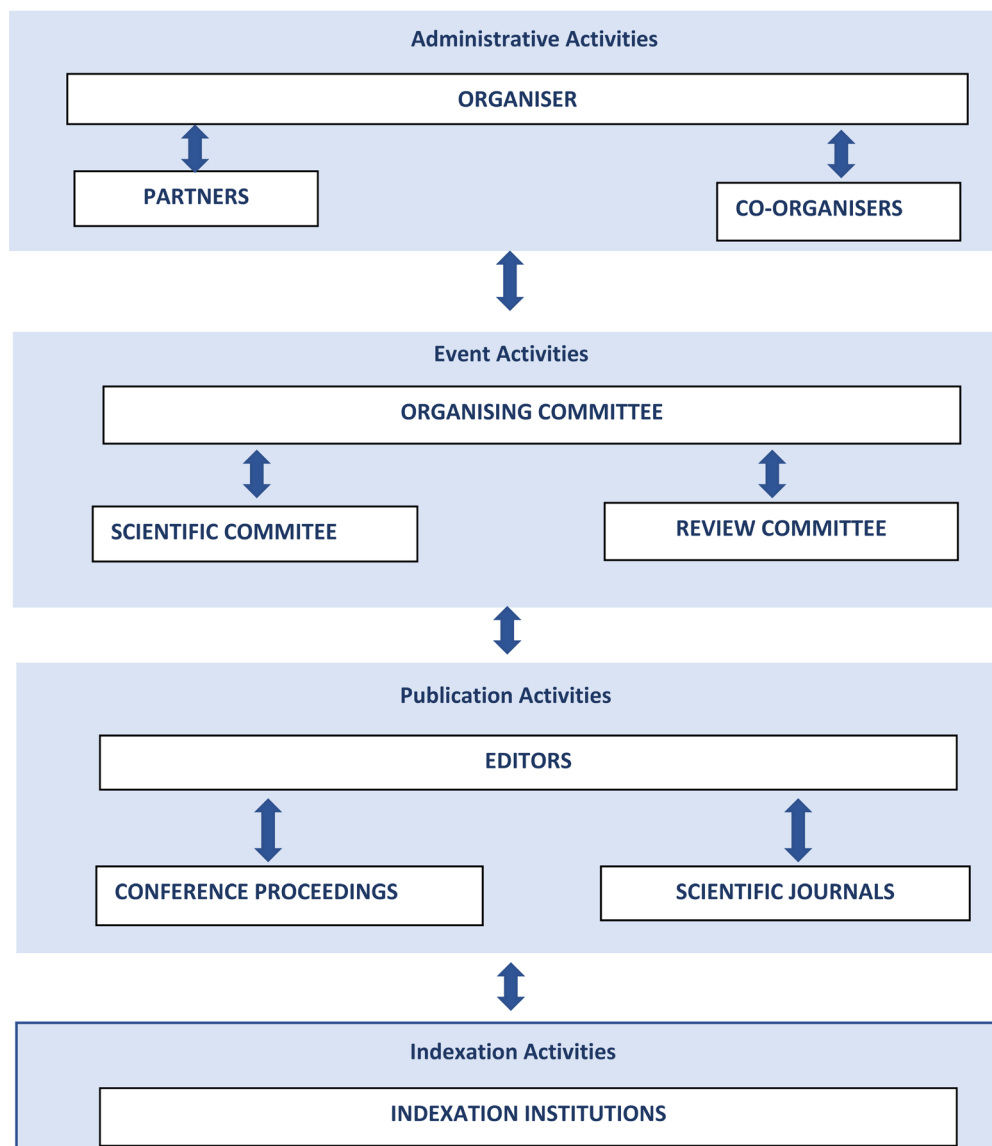 Administrative Activities
ORGANISER
PARTNERS
CO-ORGANISERS
Event Activities
ORGANISING COMMITTEE
SCIENTIFIC COMMITEE
REVIEW COMMITTEE
Publication Activities
EDITORS
CONFERENCE PROCEEDINGS
SCIENTIFIC JOURNALS
Indexation Activities
INDEXATION INSTITUTIONS